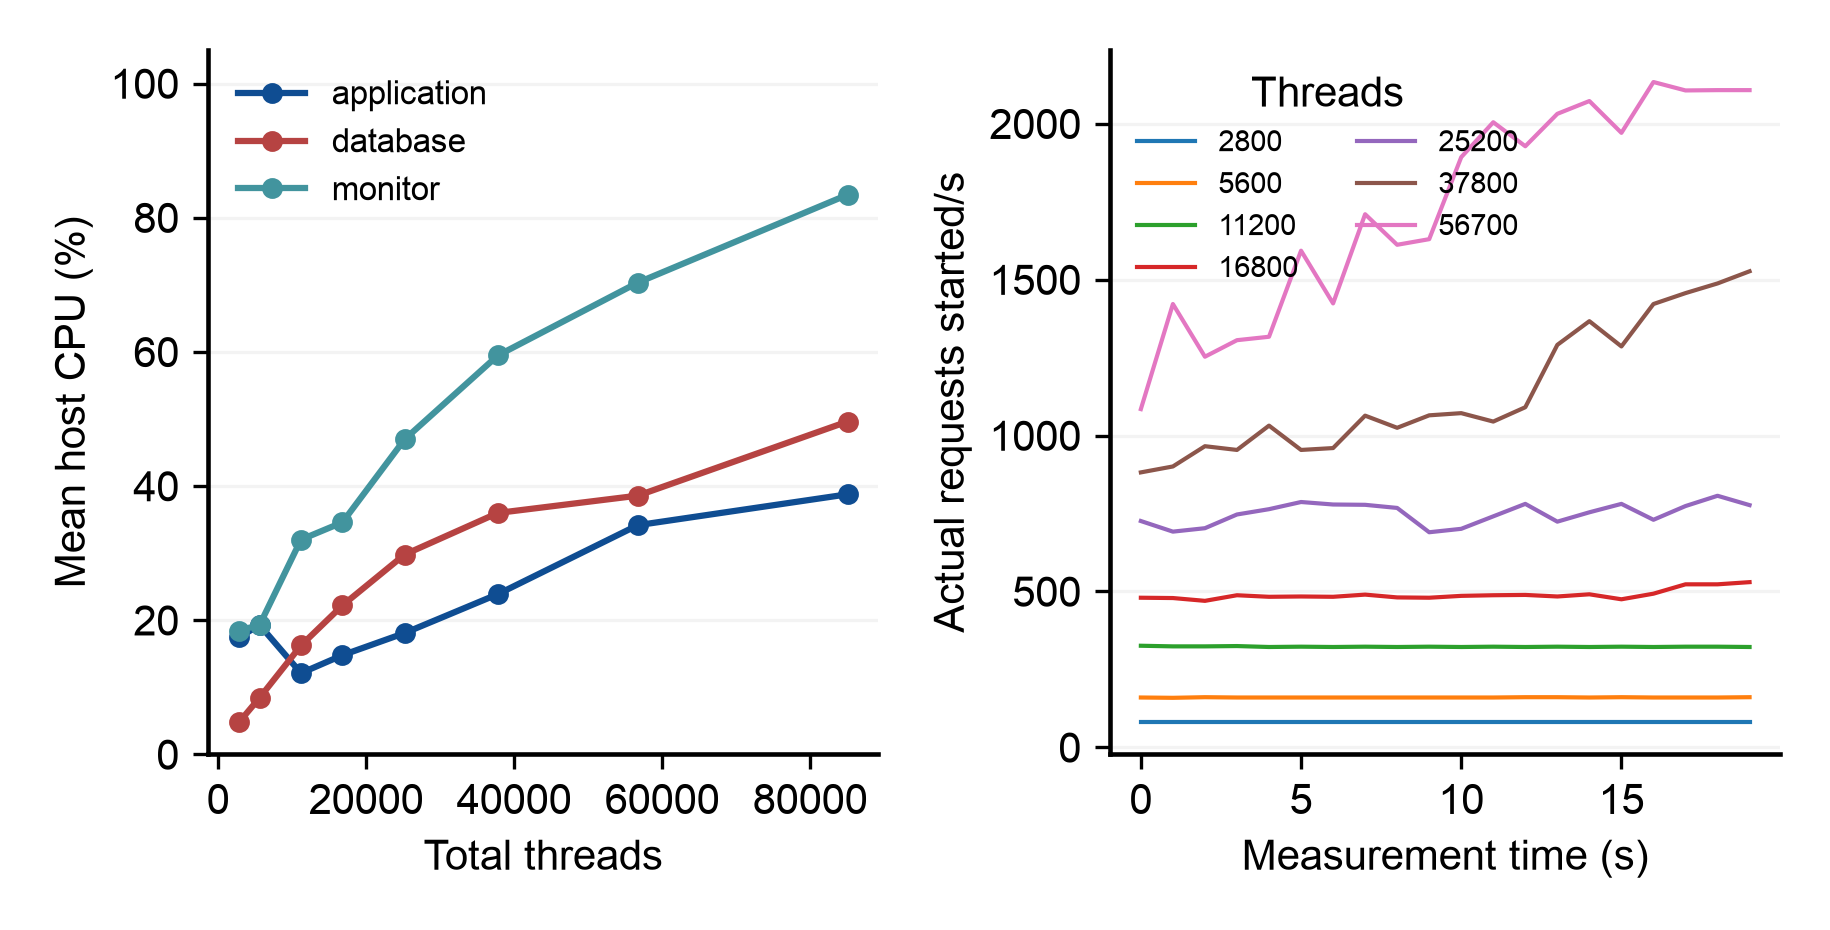 Mean host CPU (%)
100
80
60
40
20
0
application
database
monitor
0 20000 40000 60000 80000
Total threads
Actual requests started/s
2000
1500
1000
500
0
Threads
2800 25200
5600 37800
11200 56700
16800
0 5 10 15
Measurement time (s)